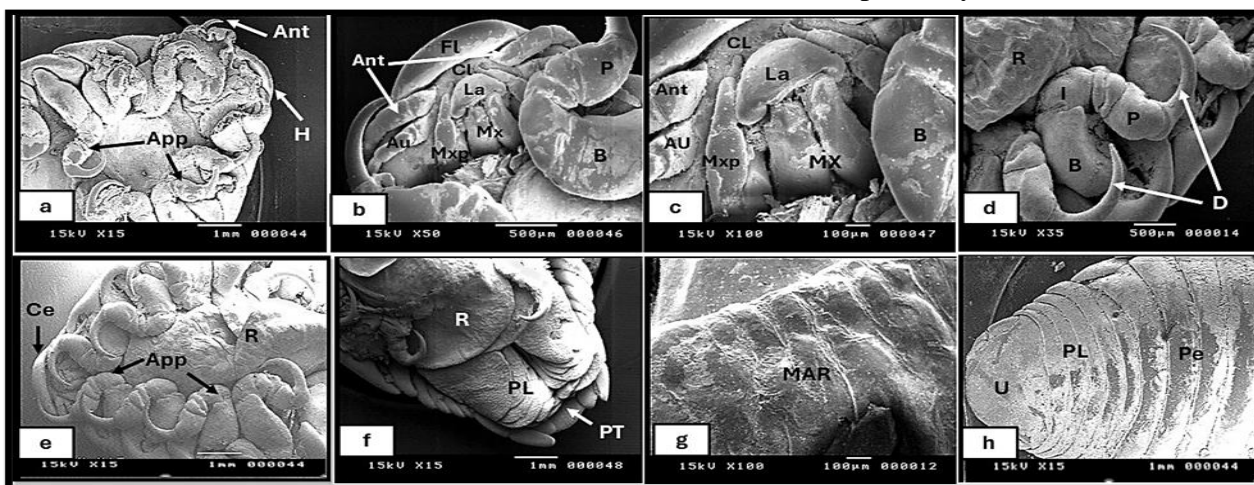 Ant
H
App
a
15kV X15 1mm 000044
Fl
Ant
Cl
La
P
Au
Mxp
Mx
B
b
15kV X50 500µm 000046
CL
La
Ant
AU
Mxp
MX
B
c
15kV X100 100µm 000047
R
I
P
B
D
d
15kV X35 500µm 000014
Ce
R
App
e
15kV X15 1mm 000044
R
PL
PT
f
15kV X15 1mm 000048
MAR
g
15kV X100 100µm 000012
PL
Pe
U
h
15kV X15 1mm 000044